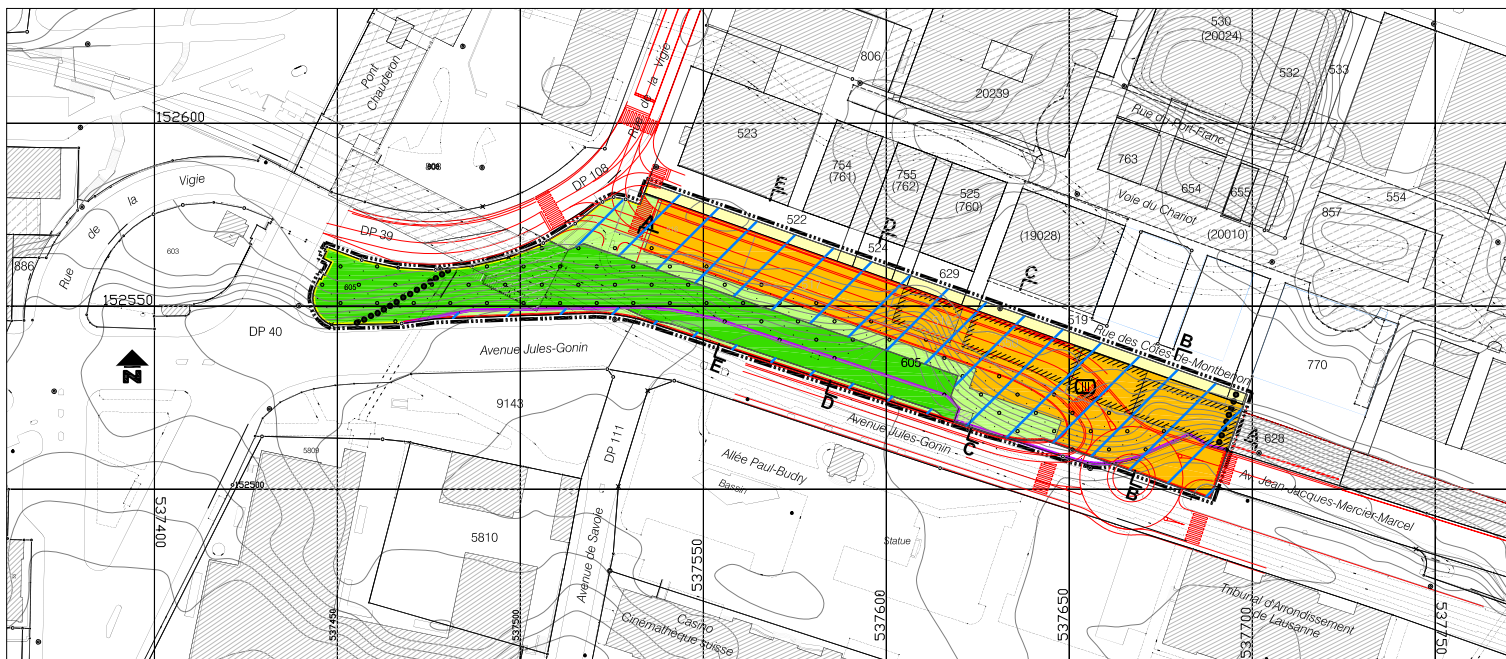 530
(20024)
532
533
806
Pont
Chauderon
Rue de la Vigie
20239
Rue du Port-Franc
152600
523
754
(761)
755
(762)
525
(760)
763
654
655
554
857
Voie du Chariot
(20010)
Rue de la Vigie
603
886
DP 108
DP 39
522
524
(19028)
629
519
E
D
C
B
A
A
605
605
152550
DP 40
N
Avenue Jules-Gonin
Rue des Côtes-de-Montbenon
770
628
E
D
C
B
9143
DP 111
Avenue Jules-Gonin
Av. Jean-Jacques-Mercier-Marcel
Allée Paul-Budry
Bassin
Statue
5809
152500
5810
Avenue de Savoie
Casino
Cinémathèque suisse
Tribunal d'Arrondissement
de Lausanne
537400
537450
537500
537550
537600
537650
537700
537750